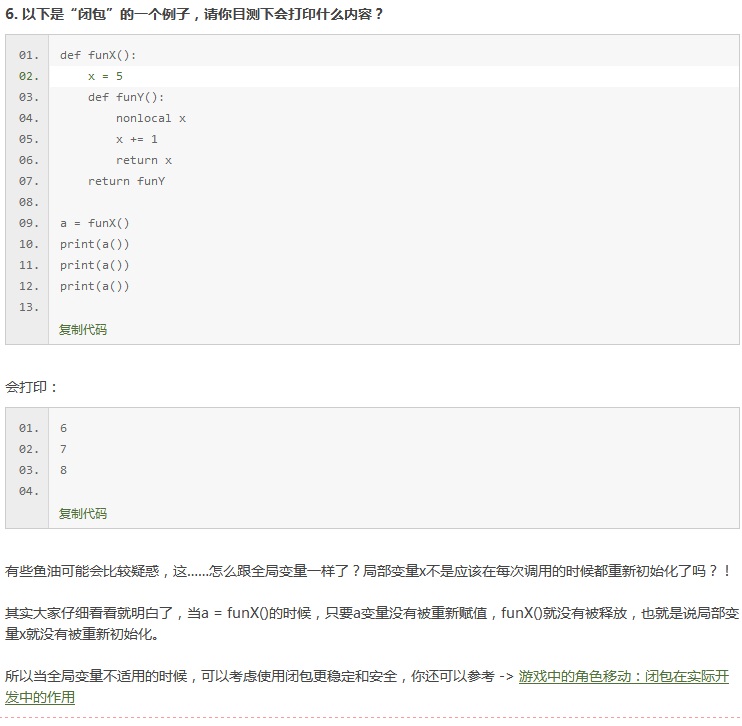 6. 以下是“闭包”的一个例子，请你目测下会打印什么内容？
01. def funX():
02.     x = 5
03.     def funY():
04.         nonlocal x
05.         x += 1
06.         return x
07.     return funY
08.
09. a = funX()
10. print(a())
11. print(a())
12. print(a())
13.
复制代码
会打印：
01. 6
02. 7
03. 8
04.
复制代码
有些鱼油可能会比较疑惑，这……怎么跟全局变量一样了？局部变量x不是应该在每次调用的时候都重新初始化了吗？！
其实大家仔细看看就明白了，当a = funX()的时候，只要a变量没有被重新赋值，funX()就没有被释放，也就是说局部变
量x就没有被重新初始化。
所以当全局变量不适用的时候，可以考虑使用闭包更稳定和安全，你还可以参考 -> 游戏中的角色移动：闭包在实际开
发中的作用